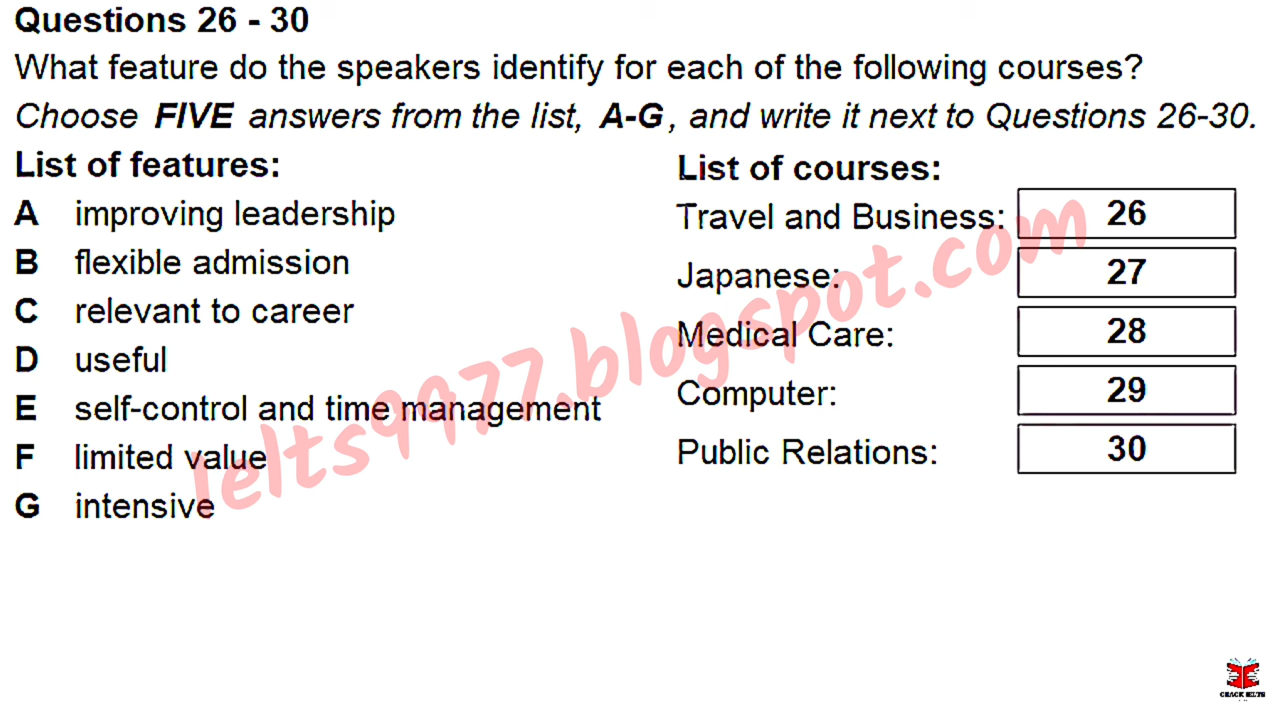 Questions 26 - 30
What feature do the speakers identify for each of the following courses?
Choose FIVE answers from the list, A-G, and write it next to Questions 26-30.
List of features:
A improving leadership
B flexible admission
C relevant to career
D useful
E self-control and time management
F limited value
G intensive
List of courses:
Travel and Business: 26
Japanese: 27
Medical Care: 28
Computer: 29
Public Relations: 30
Ielts9977.blogspot.com
CRACK IELTS